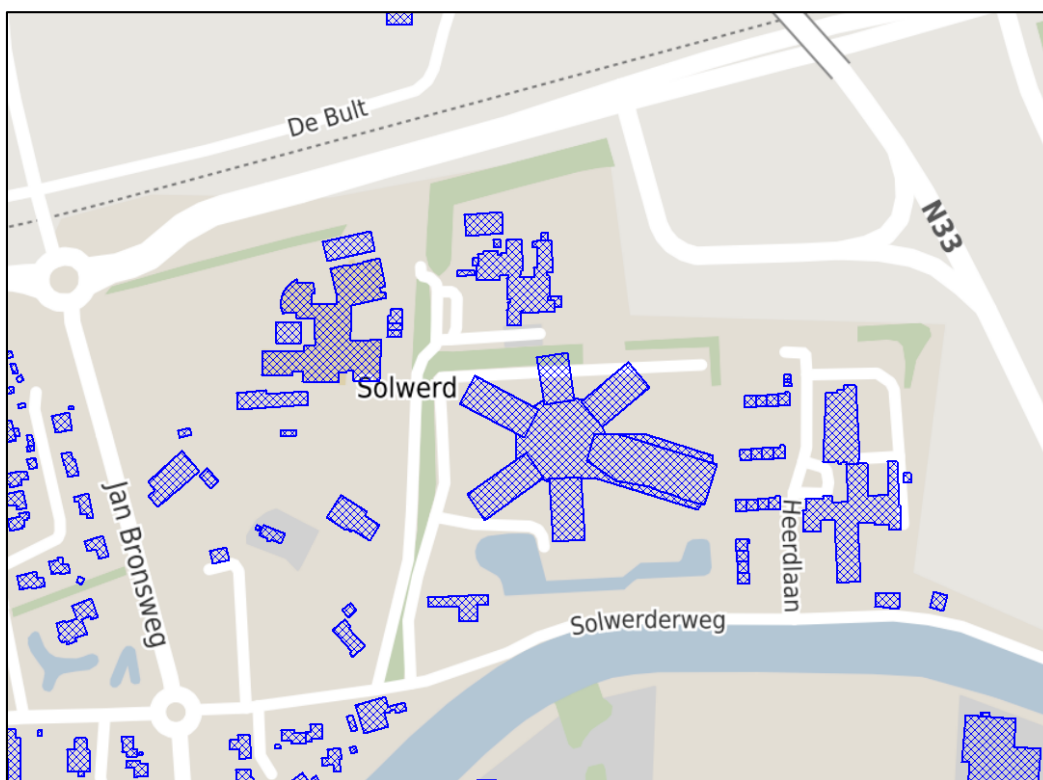 De Bult
N33
Solwerd
Jan Bronsweg
Heerdlaan
Solwerderweg